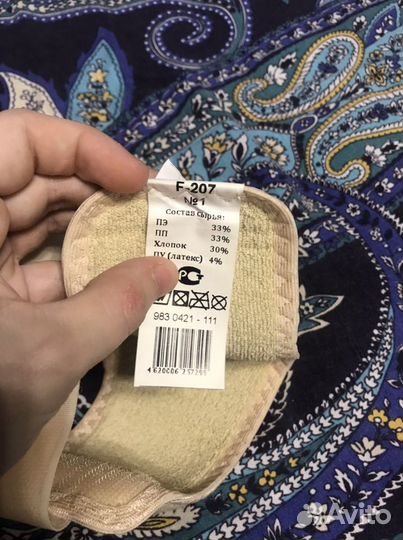 F-207
№1
Состав сырья:
ПЭ 33%
ПП 33%
Хлопок 30%
ПУ (латекс) 4%
983 0421 - 111
Avito